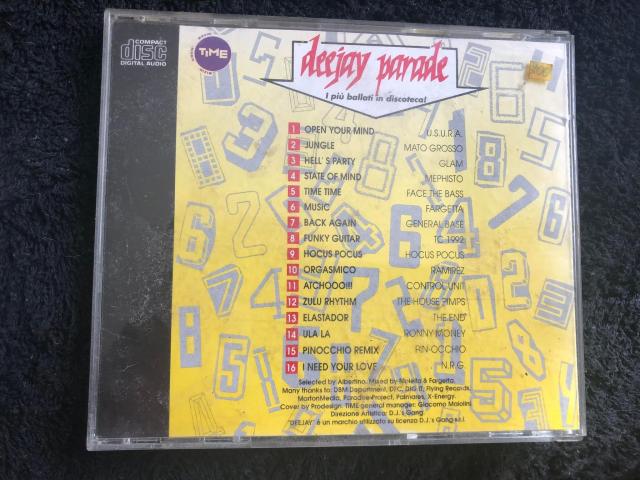 COMPACT
disc
DIGITAL AUDIO
TIME
deejay parade
I più ballati in discoteca!
1 OPEN YOUR MIND U.S.U.R.A.
2 JUNGLE MATO GROSSO
3 HELL'S PARTY GLAM
4 STATE OF MIND MEPHISTO
5 TIME TIME FACE THE BASS
6 MUSIC FARGETTA
7 BACK AGAIN GENERAL BASE
8 FUNKY GUITAR TC 1992
9 HOCUS POCUS HOCUS POCUS
10 ORGASMICO RAMIREZ
11 ATCHOOO!!! CONTROL UNIT
12 ZULU RHYTHM THE HOUSE PIMPS
13 ELASTADOR THE END
14 ULA LA RONNY MONEY
15 PINOCCHIO REMIX PIN-OCCHIO
16 I NEED YOUR LOVE N.R.G.
Selected by Albertino. Mixed by Molella & Fargetta.
Many thanks to: DBM Department, DFC, DIG IT, Flying Records,
MortonMedia, Paradise Project, Palmares, X-Energy.
Cover by Prodesign. TIME general manager: Giacomo Maiolini.
Direzione Artistica: D.J.'s Gang
"DEEJAY" è un marchio utilizzato su licenza D.J.'s Gang s.r.l.